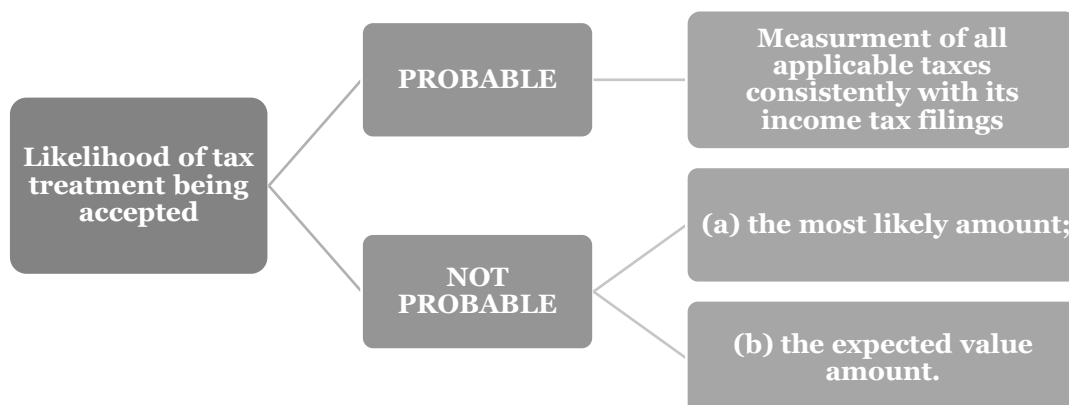 Likelihood of tax
treatment being
accepted
PROBABLE
Measurment of all
applicable taxes
consistently with its
income tax filings
NOT
PROBABLE
(a) the most likely amount;
(b) the expected value
amount.